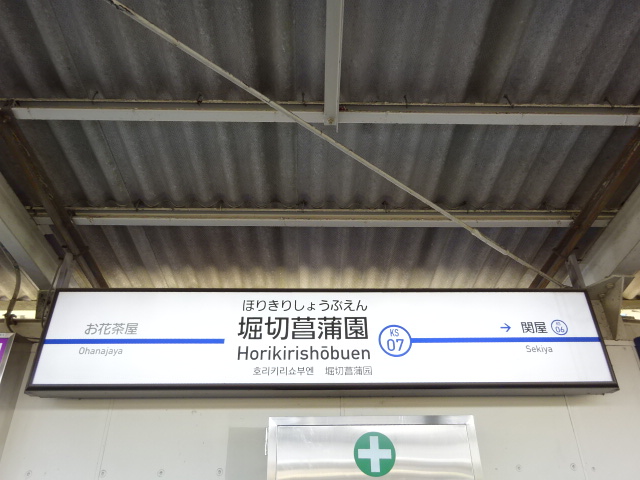 ほりきりしょうぶえん
お花茶屋
堀切菖蒲園
KS
07
→ 関屋
KS
06
Ohanajaya
Horikirishōbuen
Sekiya
호리키리쇼부엔 堀切菖蒲园